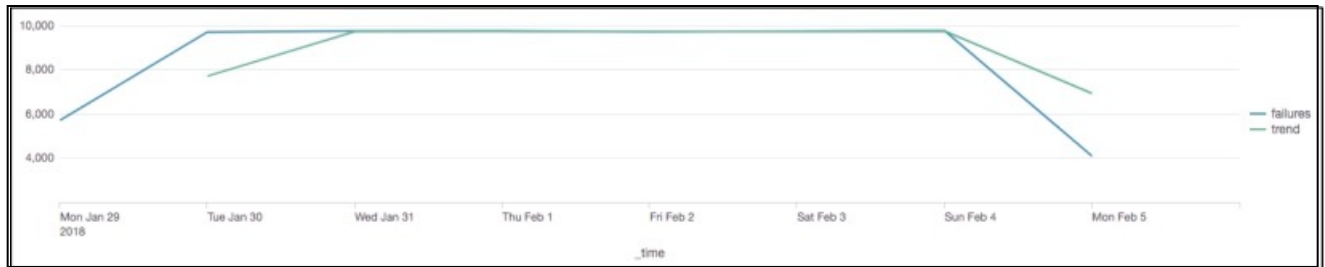 10,000
8,000
6,000
4,000
failures
trend
Mon Jan 29 Tue Jan 30 Wed Jan 31 Thu Feb 1 Fri Feb 2 Sat Feb 3 Sun Feb 4 Mon Feb 5
2018
_time